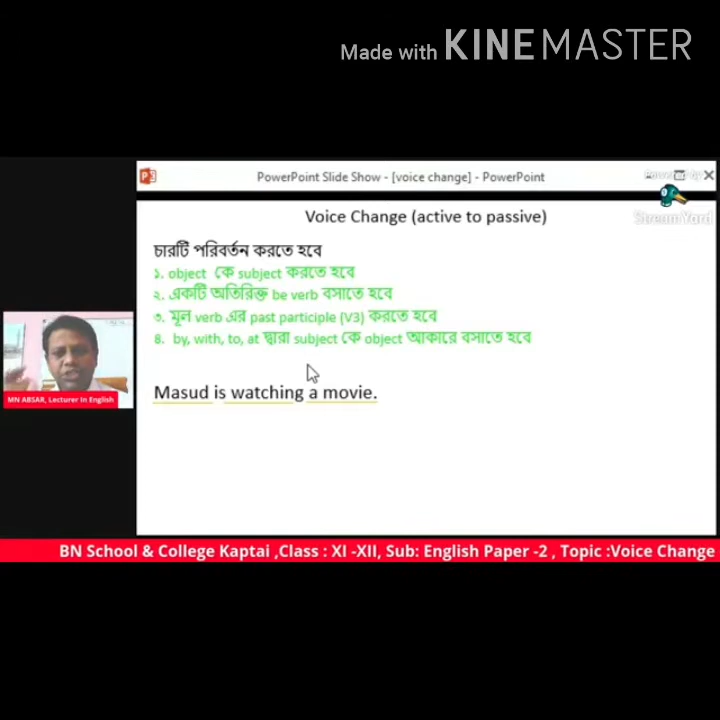 Made with KINEMASTER
PowerPoint Slide Show - [voice change] - PowerPoint
StreamYard
Voice Change (active to passive)
চারটি পরিবর্তন করতে হবে
১. object কে subject করতে হবে
২. একটি অতিরিক্ত be verb বসাতে হবে
৩. মূল verb এর past participle (V3) করতে হবে
৪. by, with, to, at দ্বারা subject কে object আকারে বসাতে হবে
Masud is watching a movie.
MN ABSAR, Lecturer In English
BN School & College Kaptai ,Class : XI -XII, Sub: English Paper -2 , Topic :Voice Change